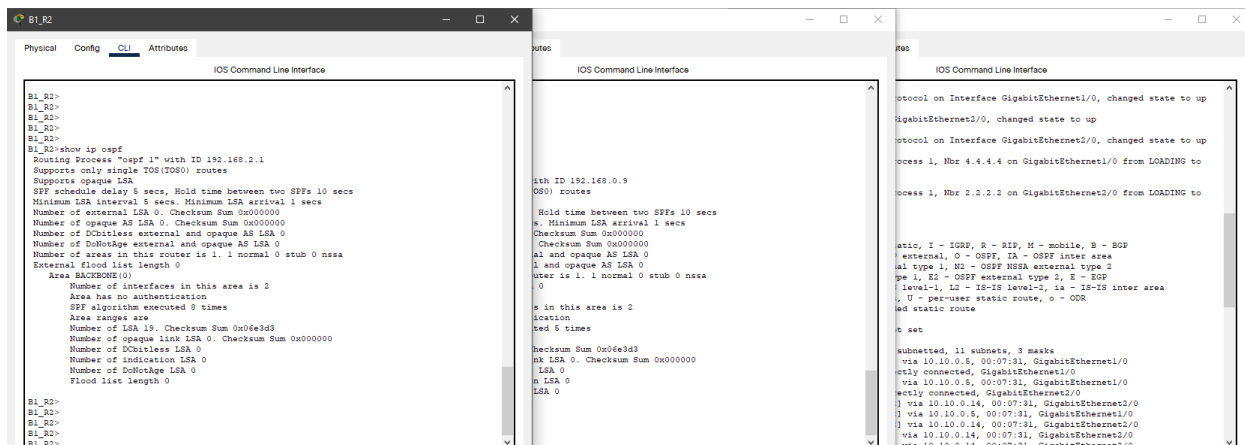 B1_R2
Physical Config CLI Attributes
IOS Command Line Interface
B1_R2>
B1_R2>
B1_R2>
B1_R2>
B1_R2>
B1_R2>show ip ospf
Routing Process "ospf 1" with ID 192.168.2.1
Supports only single TOS(TOS0) routes
Supports opaque LSA
SPF schedule delay 5 secs, Hold time between two SPFs 10 secs
Minimum LSA interval 5 secs. Minimum LSA arrival 1 secs
Number of external LSA 0. Checksum Sum 0x000000
Number of opaque AS LSA 0. Checksum Sum 0x000000
Number of DCbitless external and opaque AS LSA 0
Number of DoNotAge external and opaque AS LSA 0
Number of areas in this router is 1. 1 normal 0 stub 0 nssa
External flood list length 0
Area BACKBONE(0)
Number of interfaces in this area is 2
Area has no authentication
SPF algorithm executed 8 times
Area ranges are
Number of LSA 19. Checksum Sum 0x06e3d3
Number of opaque link LSA 0. Checksum Sum 0x000000
Number of DCbitless LSA 0
Number of indication LSA 0
Number of DoNotAge LSA 0
Flood list length 0
B1_R2>
B1_R2>
B1_R2>
B1_R2>
B1_R2>
butes
IOS Command Line Interface
ith ID 192.168.0.9
OS0) routes
Hold time between two SPFs 10 secs
s. Minimum LSA arrival 1 secs
Checksum Sum 0x000000
Checksum Sum 0x000000
al and opaque AS LSA 0
l and opaque AS LSA 0
uter is 1. 1 normal 0 stub 0 nssa
0
s in this area is 2
ication
ted 5 times
hecksum Sum 0x06e3d3
nk LSA 0. Checksum Sum 0x000000
LSA 0
n LSA 0
LSA 0
utes
IOS Command Line Interface
otocol on Interface GigabitEthernet1/0, changed state to up
igabitEthernet2/0, changed state to up
otocol on Interface GigabitEthernet2/0, changed state to up
ocess 1, Nbr 4.4.4.4 on GigabitEthernet1/0 from LOADING to
ocess 1, Nbr 2.2.2.2 on GigabitEthernet2/0 from LOADING to
atic, I - IGRP, R - RIP, M - mobile, B - BGP
external, O - OSPF, IA - OSPF inter area
al type 1, N2 - OSPF NSSA external type 2
pe 1, E2 - OSPF external type 2, E - EGP
level-1, L2 - IS-IS level-2, ia - IS-IS inter area
, U - per-user static route, o - ODR
ed static route
t set
subnetted, 11 subnets, 3 masks
via 10.10.0.5, 00:07:31, GigabitEthernet1/0
ctly connected, GigabitEthernet1/0
via 10.10.0.5, 00:07:31, GigabitEthernet1/0
ectly connected, GigabitEthernet2/0
] via 10.10.0.14, 00:07:31, GigabitEthernet2/0
] via 10.10.0.5, 00:07:31, GigabitEthernet1/0
] via 10.10.0.14, 00:07:31, GigabitEthernet2/0
via 10.10.0.14, 00:07:31, GigabitEthernet2/0
via 10.10.0.14, 00:07:31, GigabitEthernet2/0